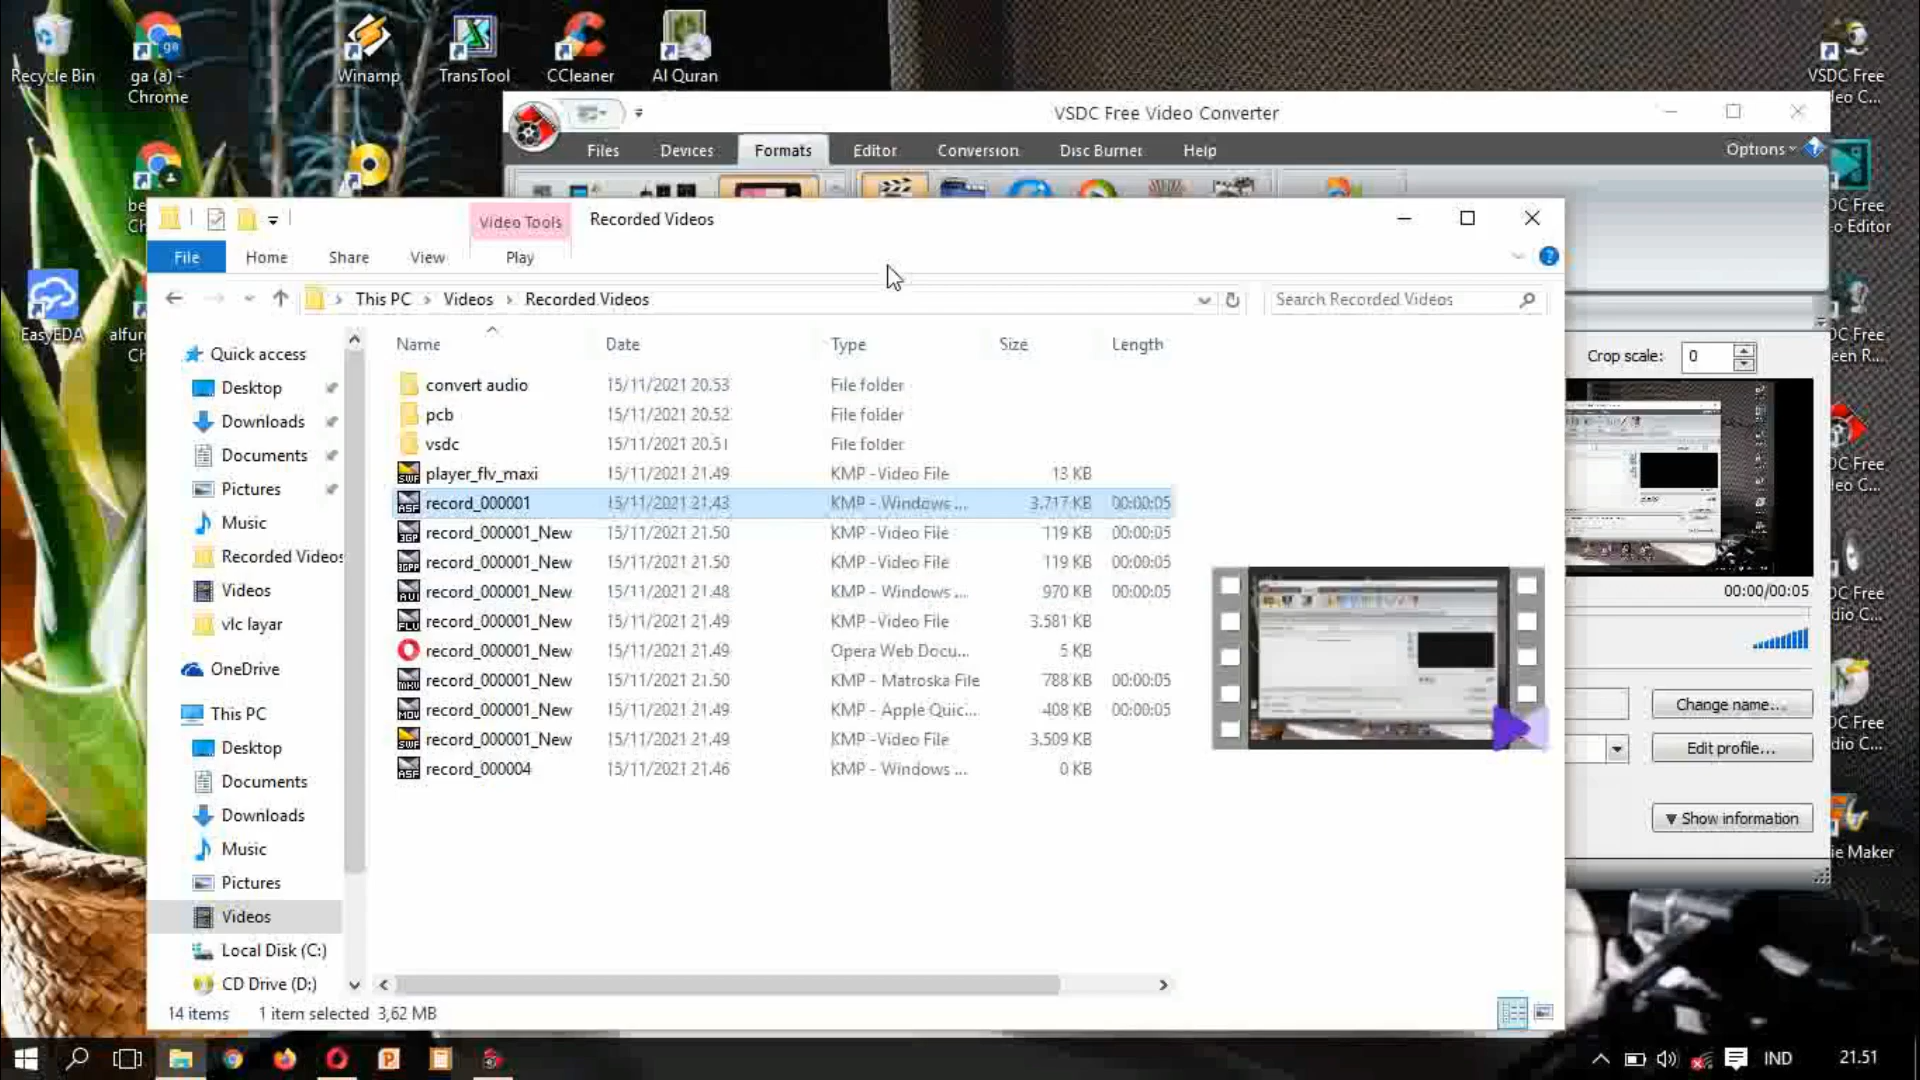 Recycle Bin
ga (a) -
Chrome
Winamp
TransTool
CCleaner
Al Quran
VSDC Free
VSDC Free Video Converter
Files
Devices
Formats
Editor
Conversion
Disc Burner
Help
Options
Video Tools
Recorded Videos
File
Home
Share
View
Play
This PC
Videos
Recorded Videos
Search Recorded Videos
EasyEDA
Name
Date
Type
Size
Length
convert audio 15/11/2021 20.53 File folder
pcb 15/11/2021 20.52 File folder
vsdc 15/11/2021 20.51 File folder
player_flv_maxi 15/11/2021 21.49 KMP -Video File 13 KB
record_000001 15/11/2021 21.43 KMP - Windows ... 3.717 KB 00:00:05
record_000001_New 15/11/2021 21.50 KMP -Video File 119 KB 00:00:05
record_000001_New 15/11/2021 21.50 KMP -Video File 119 KB 00:00:05
record_000001_New 15/11/2021 21.48 KMP - Windows ... 970 KB 00:00:05
record_000001_New 15/11/2021 21.49 KMP -Video File 3.581 KB
record_000001_New 15/11/2021 21.49 Opera Web Docu... 5 KB
record_000001_New 15/11/2021 21.50 KMP - Matroska File 788 KB 00:00:05
record_000001_New 15/11/2021 21.49 KMP - Apple Quic... 408 KB 00:00:05
record_000001_New 15/11/2021 21.49 KMP -Video File 3.509 KB
record_000004 15/11/2021 21.46 KMP - Windows ... 0 KB
Quick access
Desktop
Downloads
Documents
Pictures
Music
Recorded Videos
Videos
vlc layar
OneDrive
This PC
Desktop
Documents
Downloads
Music
Pictures
Videos
Local Disk (C:)
CD Drive (D:)
14 items 1 item selected 3,62 MB
Crop scale: 0
00:00/00:05
Change name...
Edit profile...
Show information
ie Maker
IND
21.51